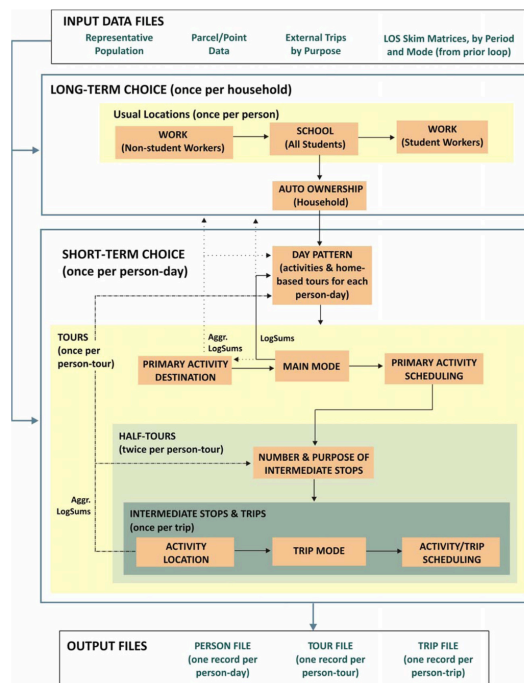 INPUT DATA FILES
Representative
Population
Parcel/Point
Data
External Trips
by Purpose
LOS Skim Matrices, by Period
and Mode (from prior loop)
LONG-TERM CHOICE (once per household)
Usual Locations (once per person)
WORK
(Non-student Workers)
SCHOOL
(All Students)
WORK
(Student Workers)
AUTO OWNERSHIP
(Household)
SHORT-TERM CHOICE
(once per person-day)
DAY PATTERN
(activities & home-
based tours for each
person-day)
TOURS
(once per
person-tour)
Aggr.
LogSums
LogSums
PRIMARY ACTIVITY
DESTINATION
MAIN MODE
PRIMARY ACTIVITY
SCHEDULING
HALF-TOURS
(twice per person-tour)
NUMBER & PURPOSE OF
INTERMEDIATE STOPS
Aggr.
LogSums
INTERMEDIATE STOPS & TRIPS
(once per trip)
ACTIVITY
LOCATION
TRIP MODE
ACTIVITY/TRIP
SCHEDULING
OUTPUT FILES
PERSON FILE
(one record per
person-day)
TOUR FILE
(one record per
person-tour)
TRIP FILE
(one record per
person-trip)